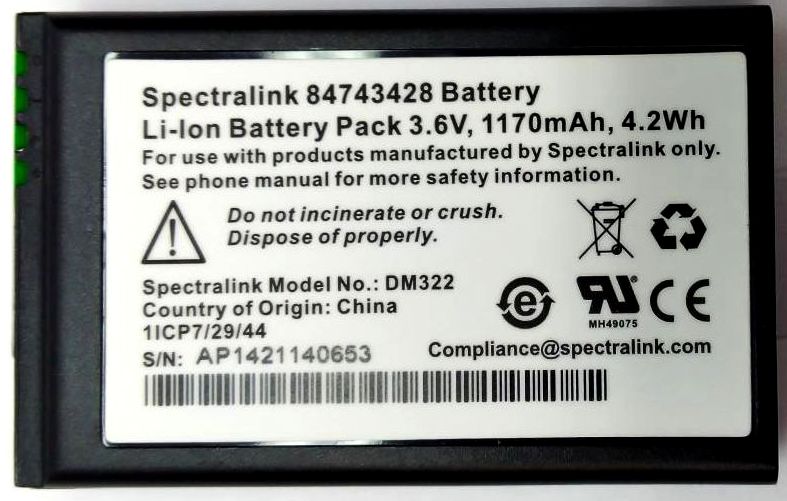 Spectralink 84743428 Battery
Li-Ion Battery Pack 3.6V, 1170mAh, 4.2Wh
For use with products manufactured by Spectralink only.
See phone manual for more safety information.
Do not incinerate or crush.
Dispose of properly.
Spectralink Model No.: DM322
Country of Origin: China
1ICP7/29/44
S/N: AP1421140653
e
RU
MH49075
CE
Compliance@spectralink.com